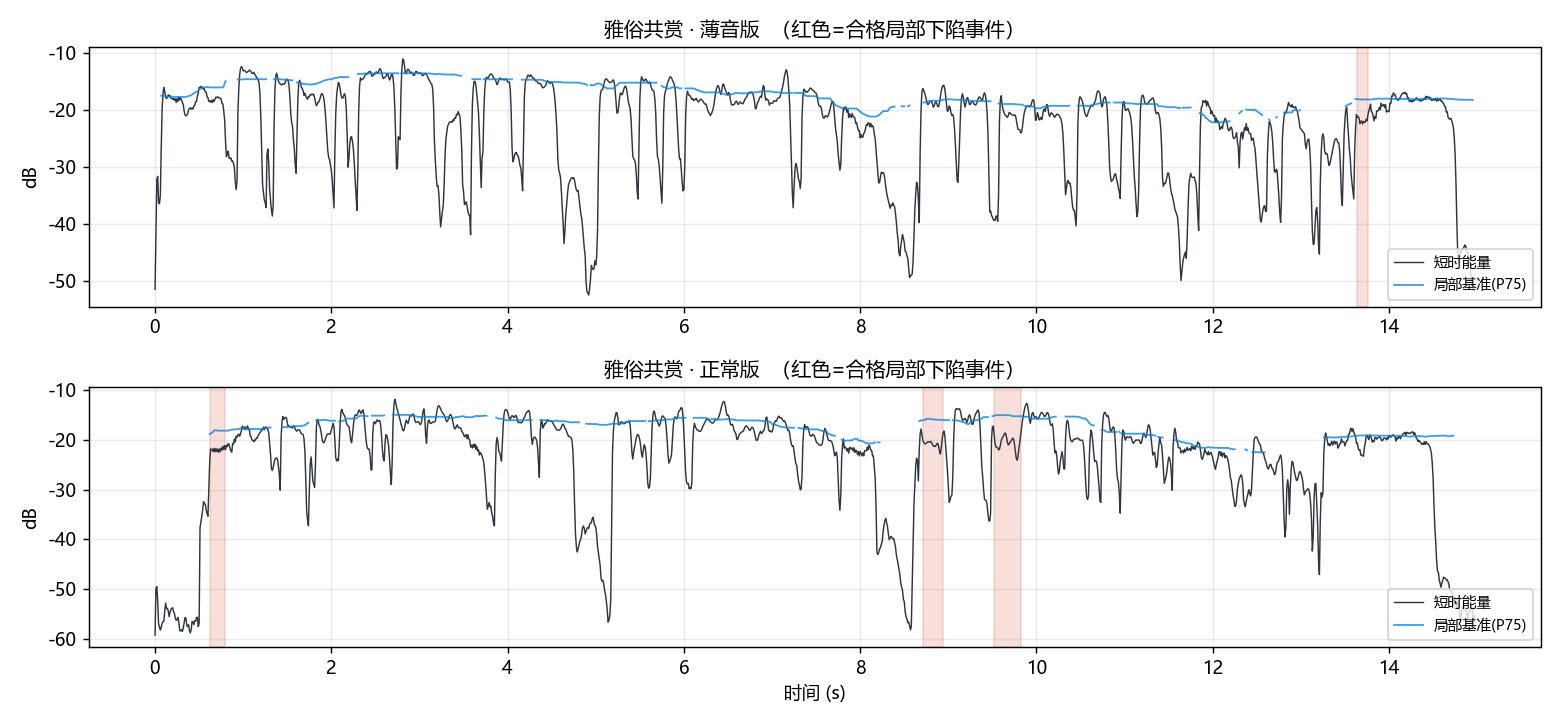 雅俗共赏 · 薄音版 （红色=合格局部下陷事件）
dB
-10
-20
-30
-40
-50
短时能量
局部基准(P75)
0 2 4 6 8 10 12 14
雅俗共赏 · 正常版 （红色=合格局部下陷事件）
dB
-10
-20
-30
-40
-50
-60
短时能量
局部基准(P75)
0 2 4 6 8 10 12 14
时间 (s)